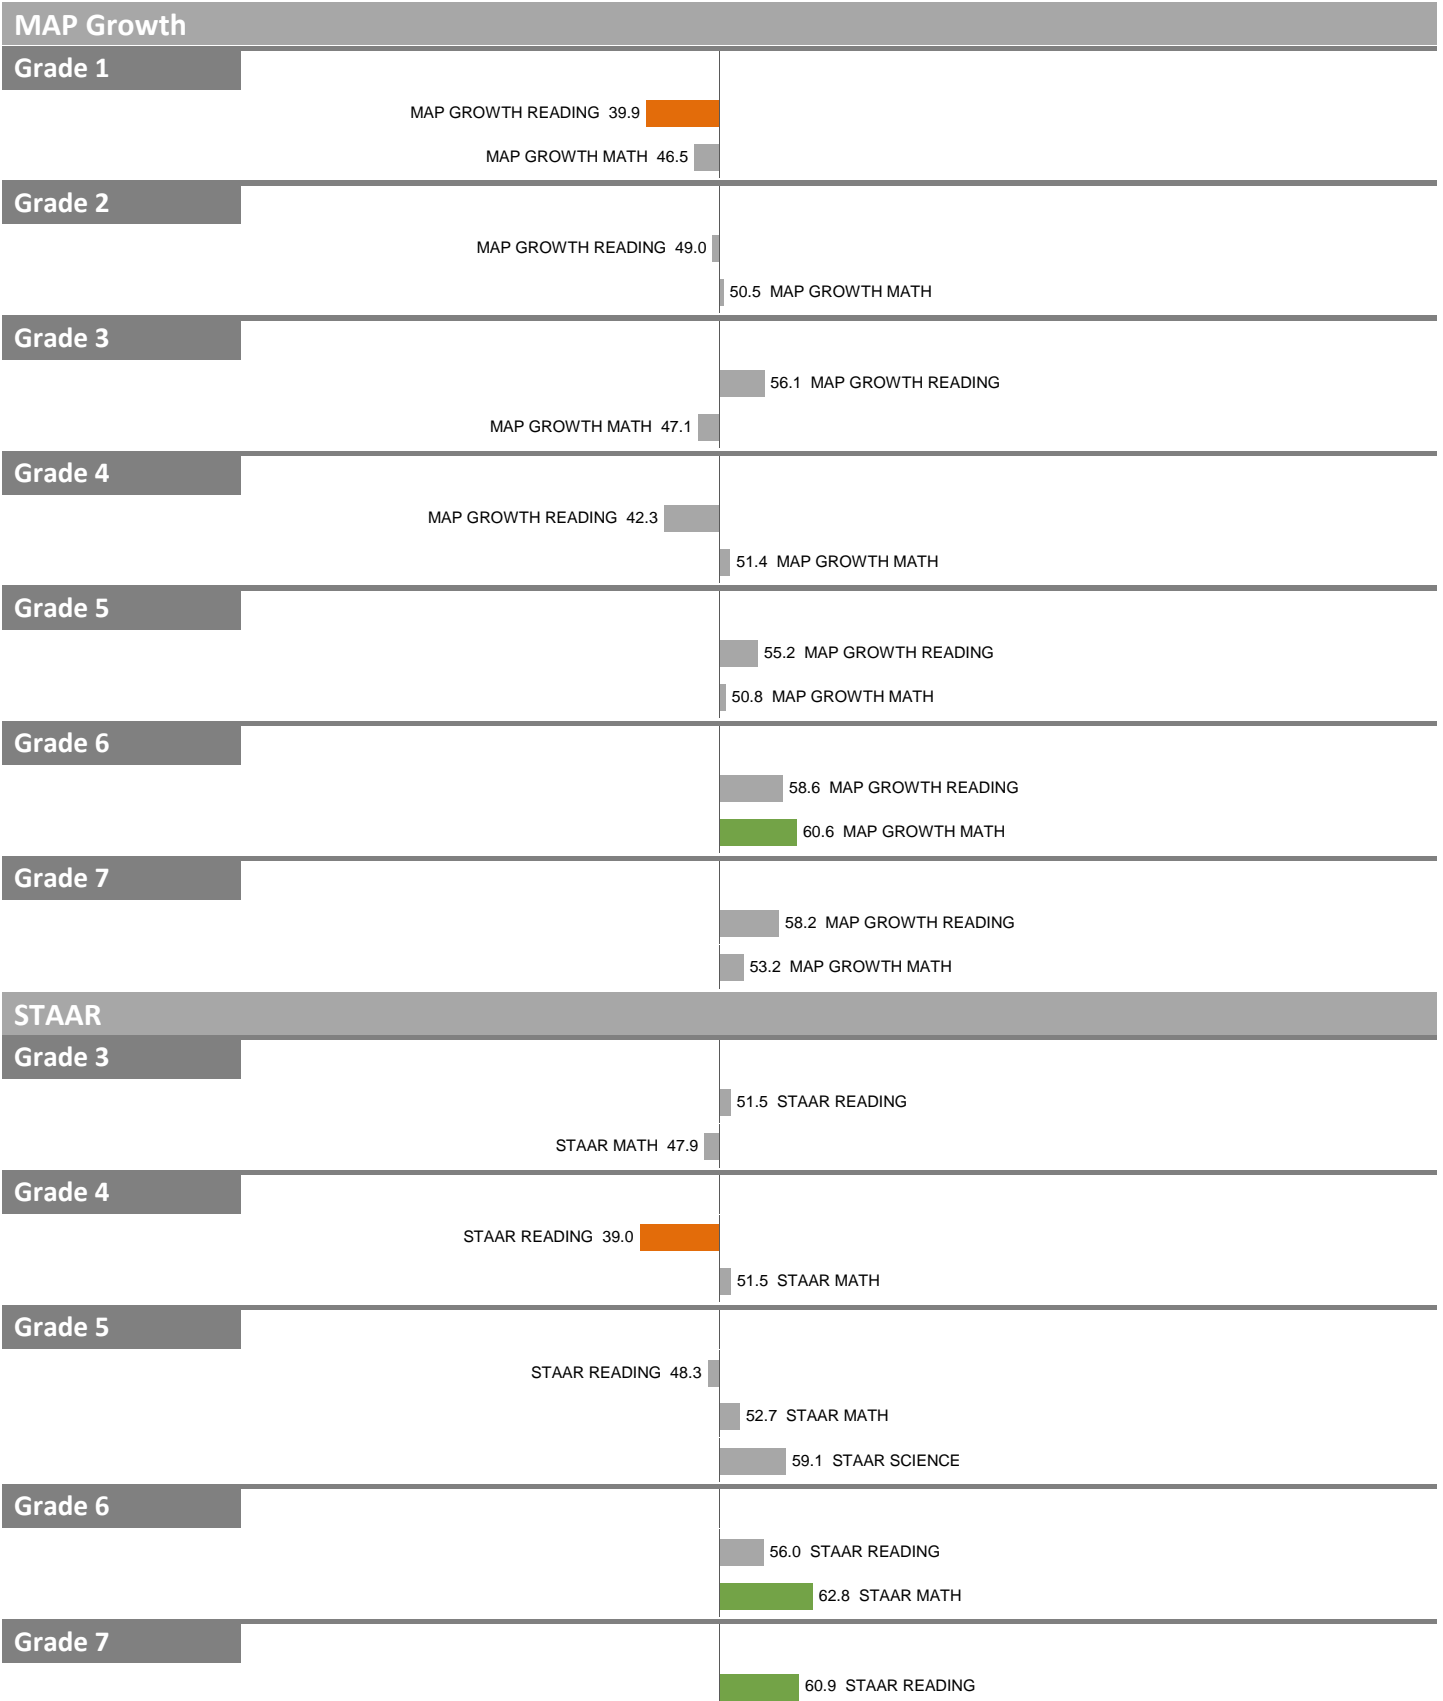 MAP Growth
Grade 1
MAP GROWTH READING 39.9
MAP GROWTH MATH 46.5
Grade 2
MAP GROWTH READING 49.0
50.5 MAP GROWTH MATH
Grade 3
56.1 MAP GROWTH READING
MAP GROWTH MATH 47.1
Grade 4
MAP GROWTH READING 42.3
51.4 MAP GROWTH MATH
Grade 5
55.2 MAP GROWTH READING
50.8 MAP GROWTH MATH
Grade 6
58.6 MAP GROWTH READING
60.6 MAP GROWTH MATH
Grade 7
58.2 MAP GROWTH READING
53.2 MAP GROWTH MATH
STAAR
Grade 3
51.5 STAAR READING
STAAR MATH 47.9
Grade 4
STAAR READING 39.0
51.5 STAAR MATH
Grade 5
STAAR READING 48.3
52.7 STAAR MATH
59.1 STAAR SCIENCE
Grade 6
56.0 STAAR READING
62.8 STAAR MATH
Grade 7
60.9 STAAR READING